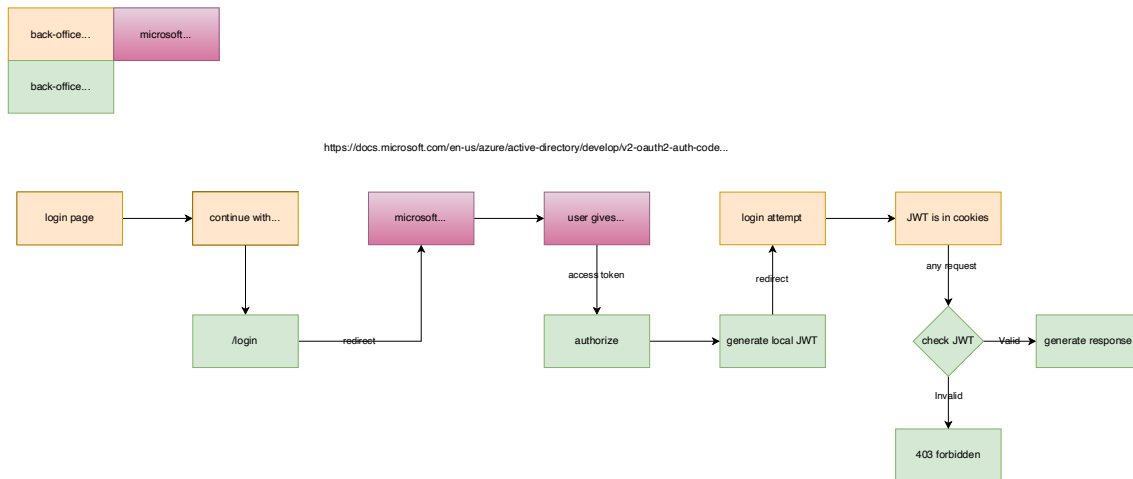 back-office...
microsoft...
back-office...
https://docs.microsoft.com/en-us/azure/active-directory/develop/v2-oauth2-auth-code...
login page
continue with...
microsoft...
user gives...
login attempt
JWT is in cookies
access token
redirect
any request
/login
redirect
authorize
generate local JWT
check JWT
Valid
generate response
Invalid
403 forbidden